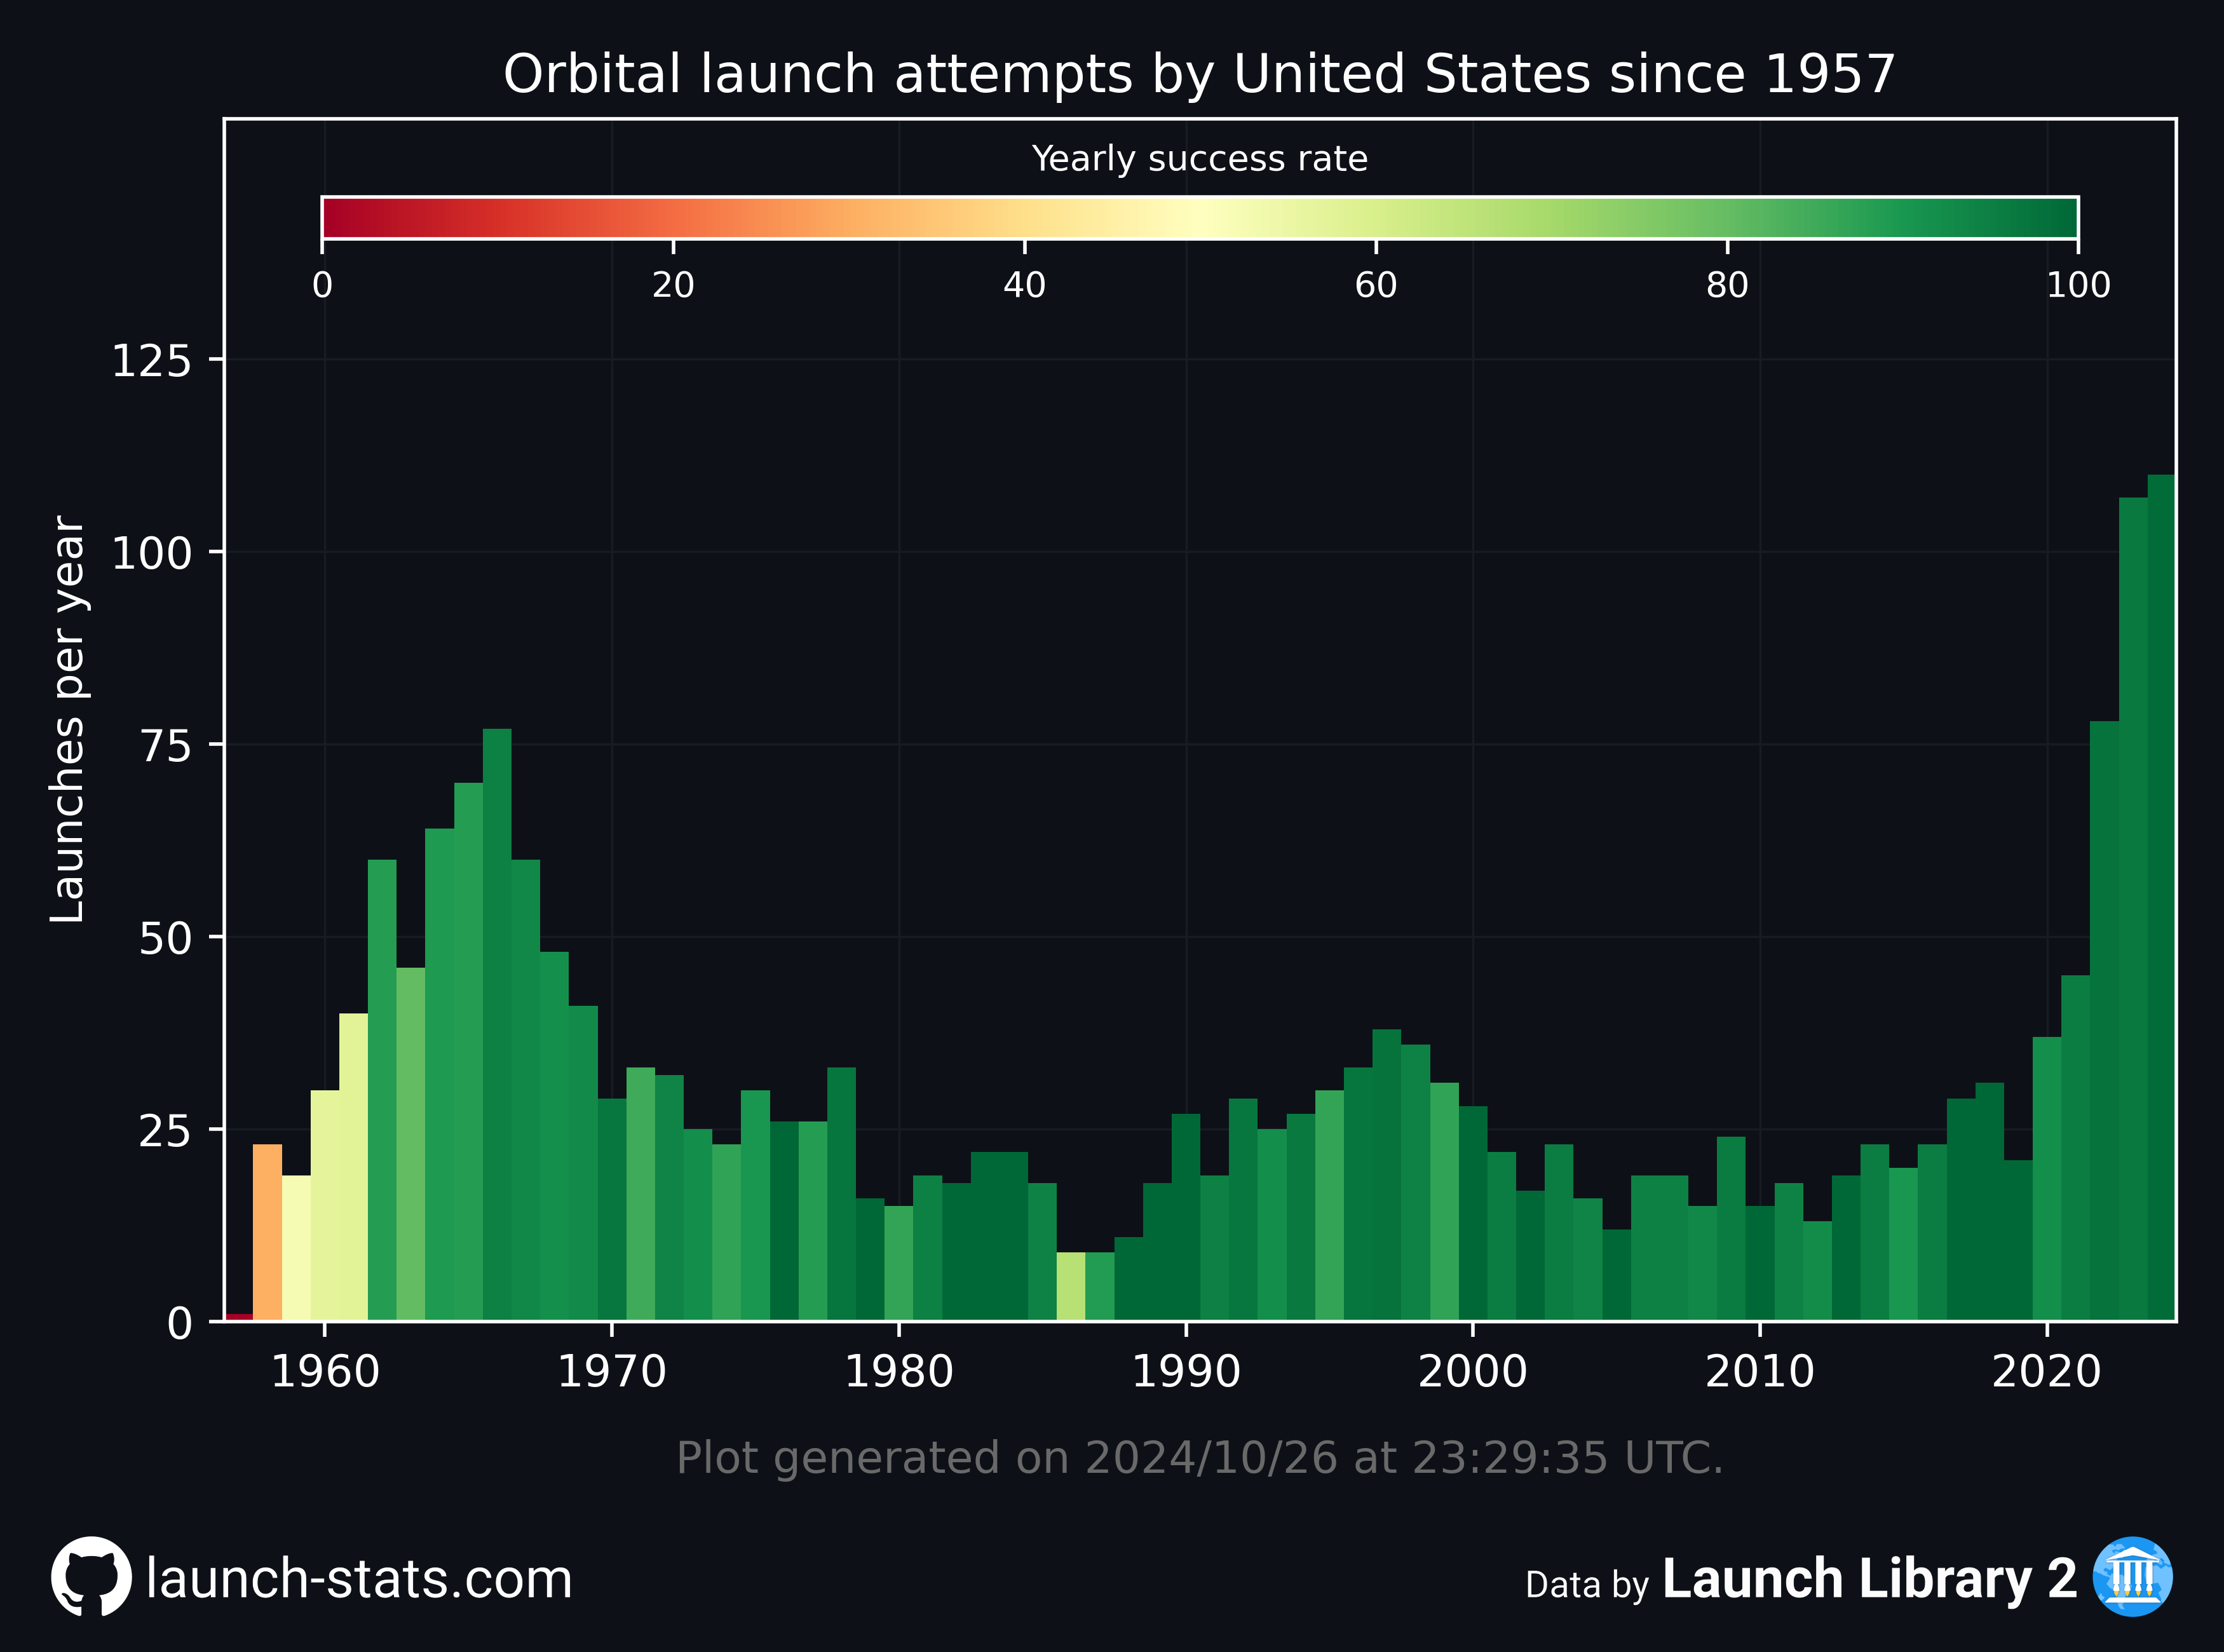 Orbital launch attempts by United States since 1957
Yearly success rate
0 20 40 60 80 100
Launches per year
125
100
75
50
25
0
1960 1970 1980 1990 2000 2010 2020
Plot generated on 2024/10/26 at 23:29:35 UTC.
launch-stats.com
Data by Launch Library 2